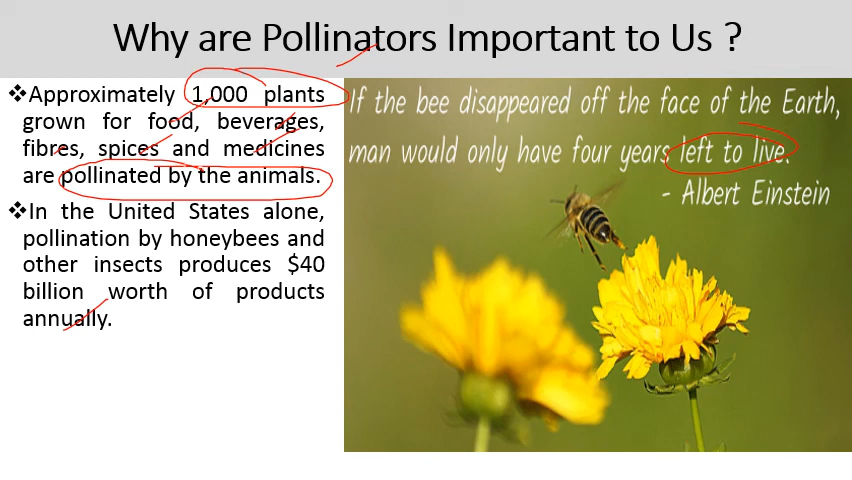 Why are Pollinators Important to Us ?
❖Approximately 1,000 plants
grown for food, beverages,
fibres, spices and medicines
are pollinated by the animals.
❖In the United States alone,
pollination by honeybees and
other insects produces $40
billion worth of products
annually.
If the bee disappeared off the face of the Earth,
man would only have four years left to live.
- Albert Einstein